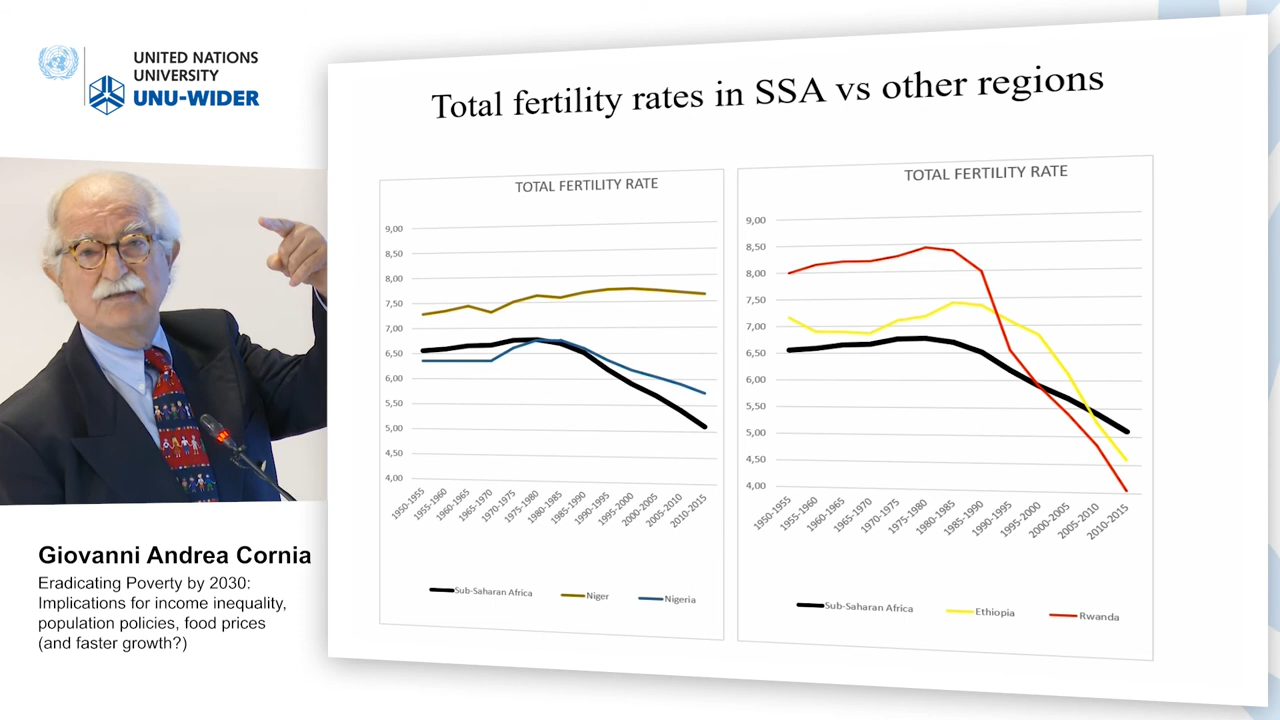 UNITED NATIONS
UNIVERSITY
UNU-WIDER
Total fertility rates in SSA vs other regions
TOTAL FERTILITY RATE
9,00
8,50
8,00
7,50
7,00
6,50
6,00
5,50
5,00
4,50
4,00
1950-1955
1955-1960
1960-1965
1965-1970
1970-1975
1975-1980
1980-1985
1985-1990
1990-1995
1995-2000
2000-2005
2005-2010
2010-2015
Sub-Saharan Africa
Niger
Nigeria
TOTAL FERTILITY RATE
9,00
8,50
8,00
7,50
7,00
6,50
6,00
5,50
5,00
4,50
4,00
1950-1955
1955-1960
1960-1965
1965-1970
1970-1975
1975-1980
1980-1985
1985-1990
1990-1995
1995-2000
2000-2005
2005-2010
2010-2015
Sub-Saharan Africa
Ethiopia
Rwanda
Giovanni Andrea Cornia
Eradicating Poverty by 2030:
Implications for income inequality,
population policies, food prices
(and faster growth?)